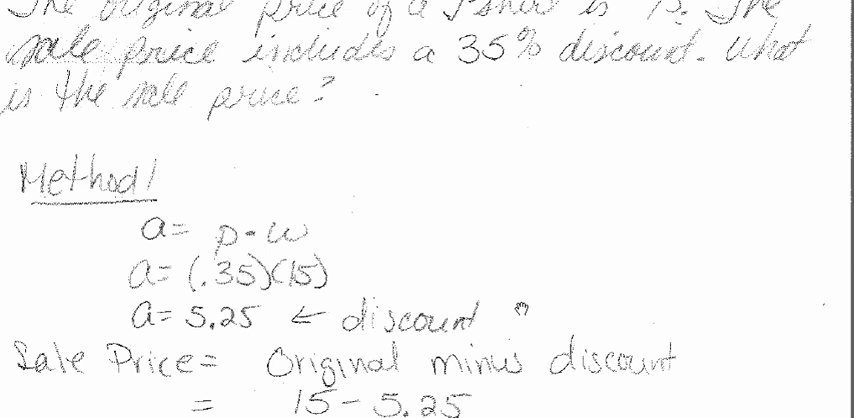 The original price of a T-shirt is 15. The
sale price includes a 35% discount. What
is the sale price?
Method 1
a = p · w
a = (.35)(15)
a = 5.25 ← discount
Sale Price = Original minus discount
= 15 - 5.25